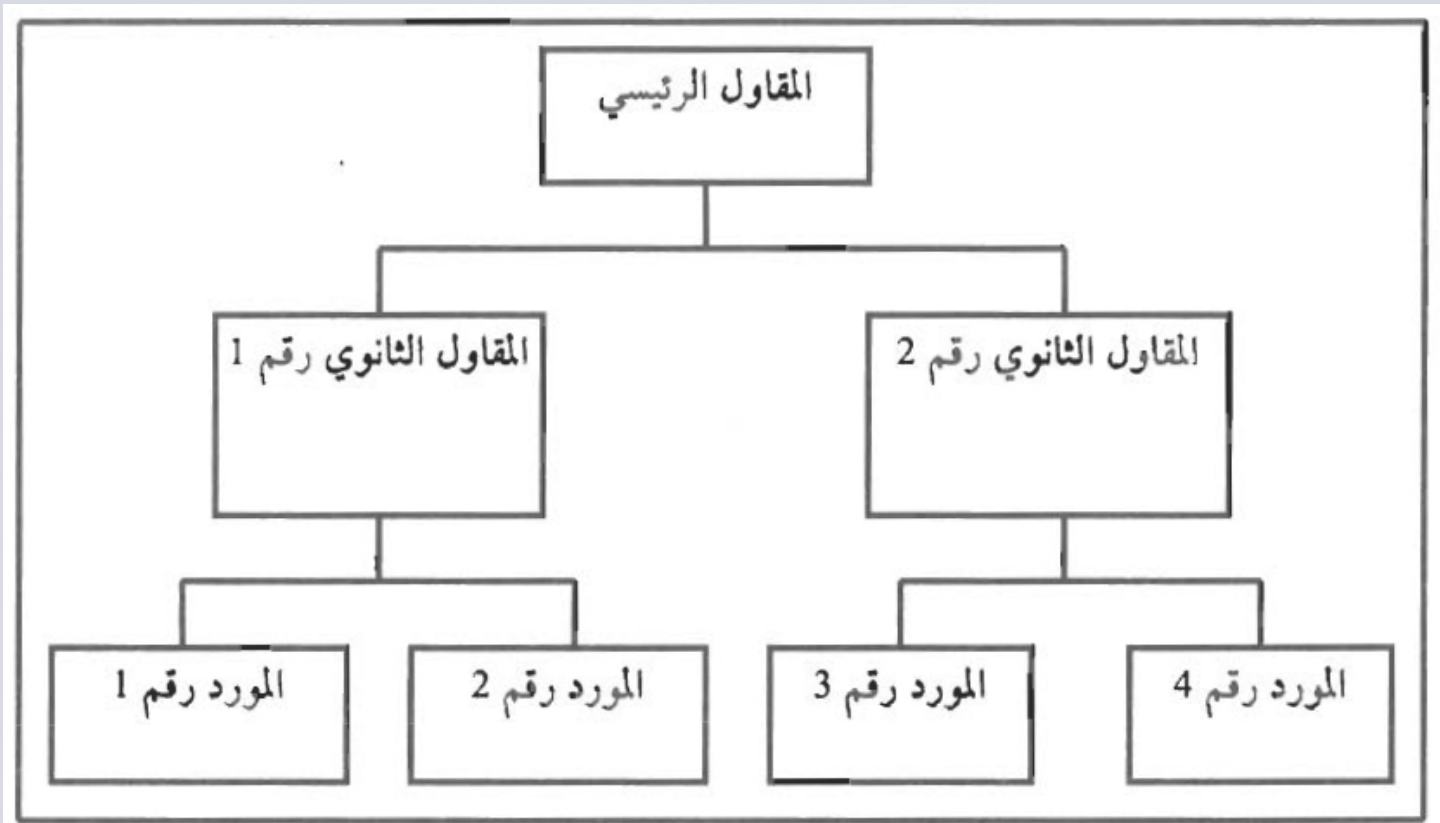 المقاول الرئيسي
المقاول الثانوي رقم 1
المقاول الثانوي رقم 2
المورد رقم 1
المورد رقم 2
المورد رقم 3
المورد رقم 4